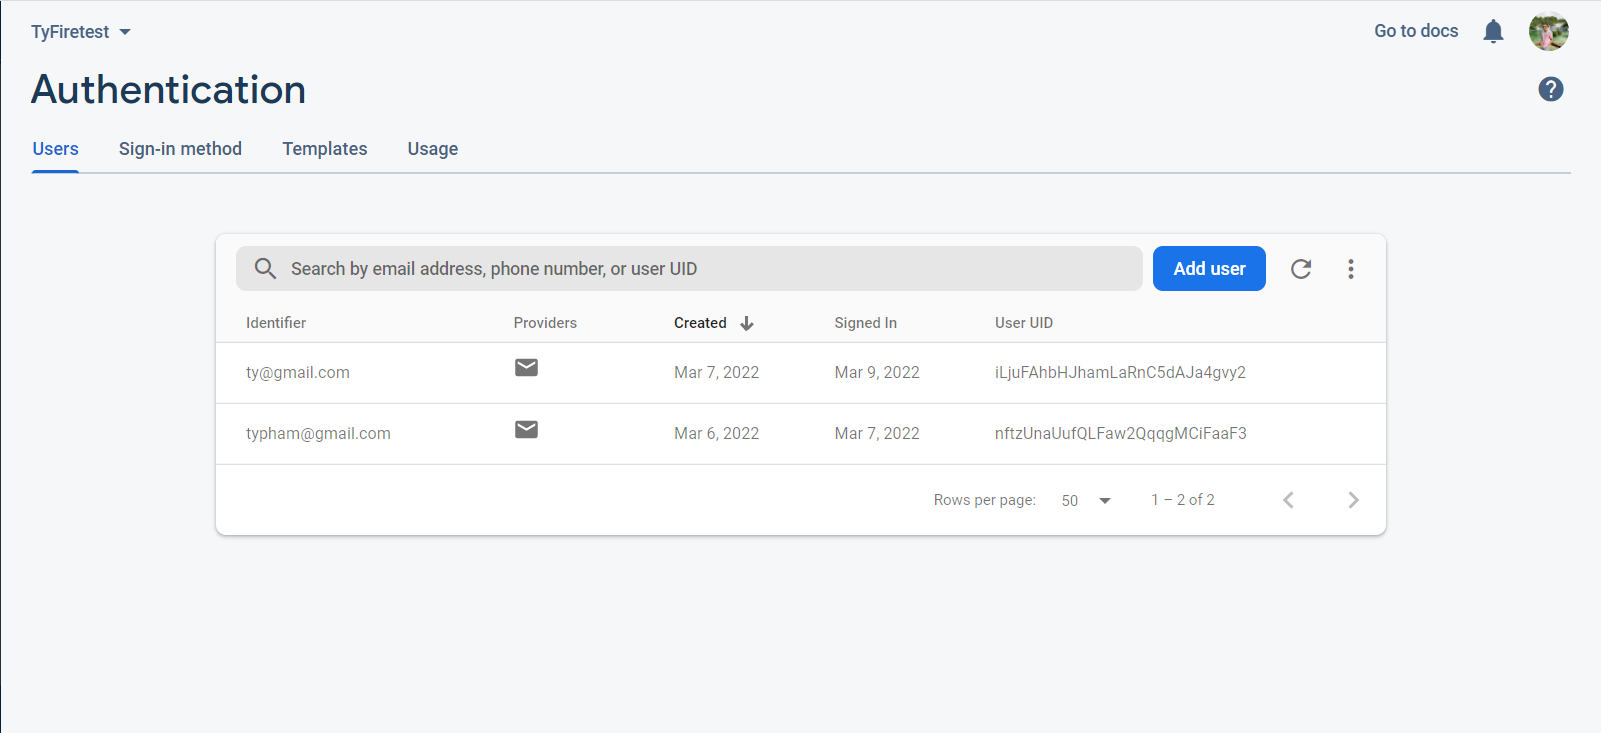 TyFiretest
Go to docs
Authentication
Users Sign-in method Templates Usage
Search by email address, phone number, or user UID
Add user
Identifier Providers Created Signed In User UID
ty@gmail.com Mar 7, 2022 Mar 9, 2022 iLjuFAhbHJhamLaRnC5dAJa4gvy2
typham@gmail.com Mar 6, 2022 Mar 7, 2022 nftzUnaUufQLFaw2QqqgMCiFaaF3
Rows per page: 50 1 – 2 of 2